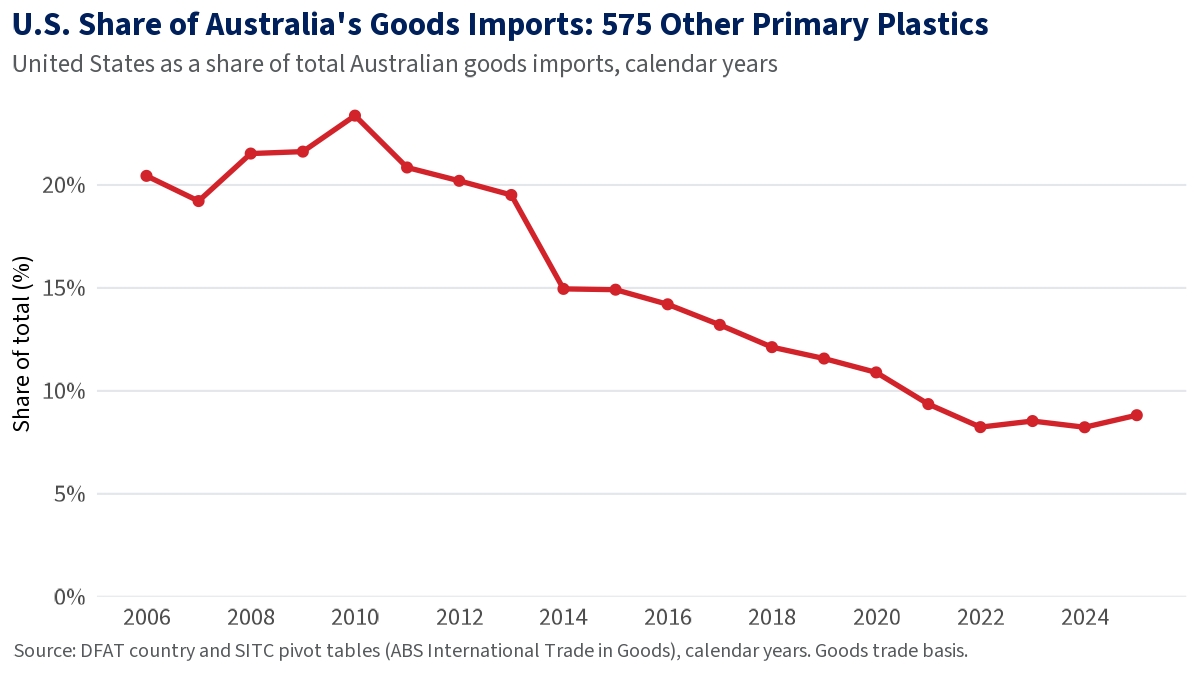 U.S. Share of Australia's Goods Imports: 575 Other Primary Plastics
United States as a share of total Australian goods imports, calendar years
Share of total (%)
20%
15%
10%
5%
0%
2006 2008 2010 2012 2014 2016 2018 2020 2022 2024
Source: DFAT country and SITC pivot tables (ABS International Trade in Goods), calendar years. Goods trade basis.